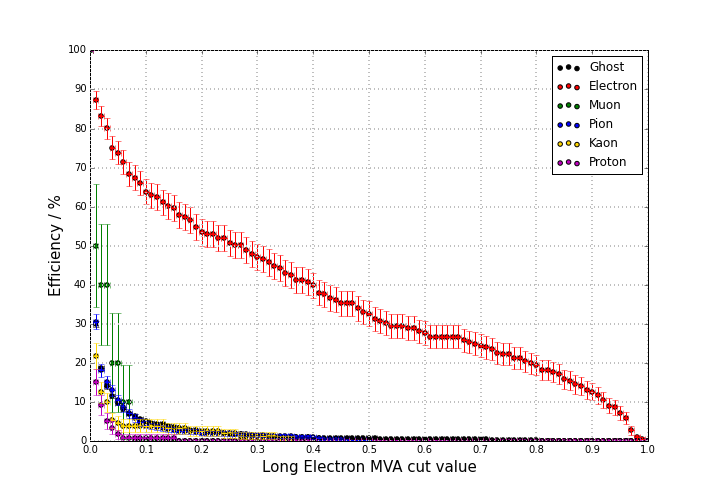 100
90
80
70
60
50
40
30
20
10
0
Efficiency / %
0.0 0.1 0.2 0.3 0.4 0.5 0.6 0.7 0.8 0.9 1.0
Long Electron MVA cut value
Ghost
Electron
Muon
Pion
Kaon
Proton